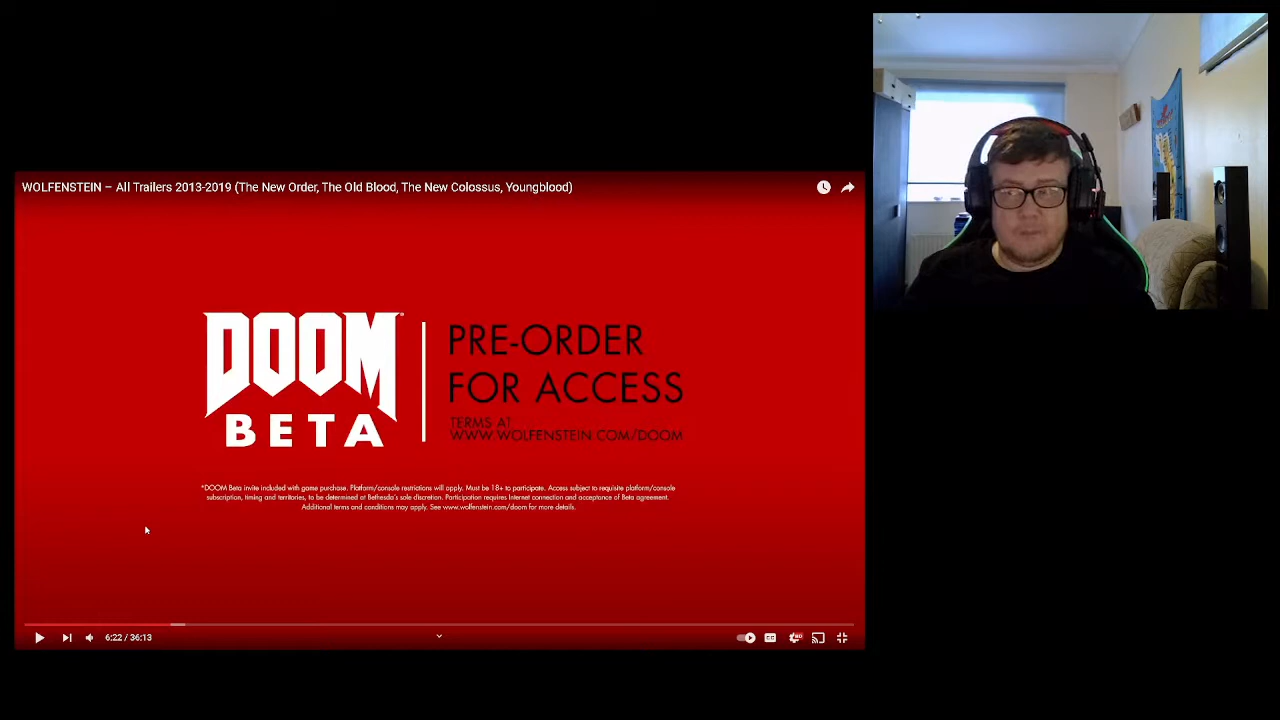 WOLFENSTEIN – All Trailers 2013-2019 (The New Order, The Old Blood, The New Colossus, Youngblood)
DOOM
BETA
PRE-ORDER
FOR ACCESS
TERMS AT
WWW.WOLFENSTEIN.COM/DOOM
*DOOM Beta invite included with game purchase. Platform/console restrictions will apply. Must be 18+ to participate. Access subject to requisite platform/console
subscription, timing and territories, to be determined at Bethesda's sole discretion. Participation requires Internet connection and acceptance of Beta agreement.
Additional terms and conditions may apply. See www.wolfenstein.com/doom for more details.
6:22 / 36:13
CC
HD